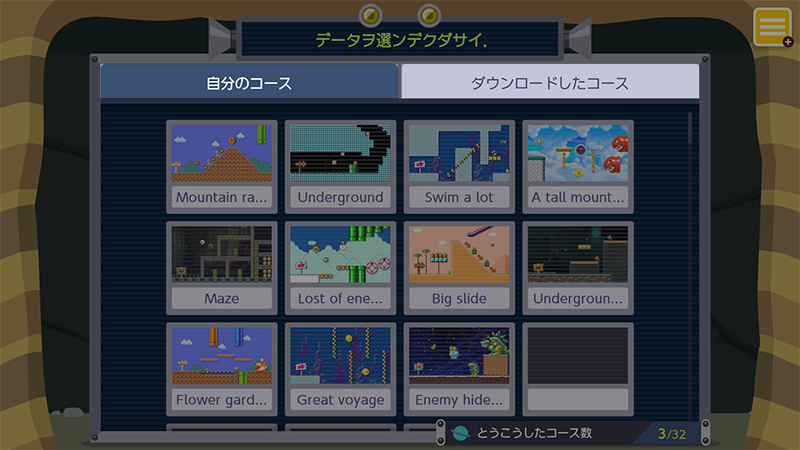 データヲ選ンデクダサイ.
自分のコース
ダウンロードしたコース
Mountain ra...
Underground
Swim a lot
A tall mount...
Maze
Lost of ene...
Big slide
Undergroun...
Flower gard...
Great voyage
Enemy hide...
とうこうしたコース数
3/32